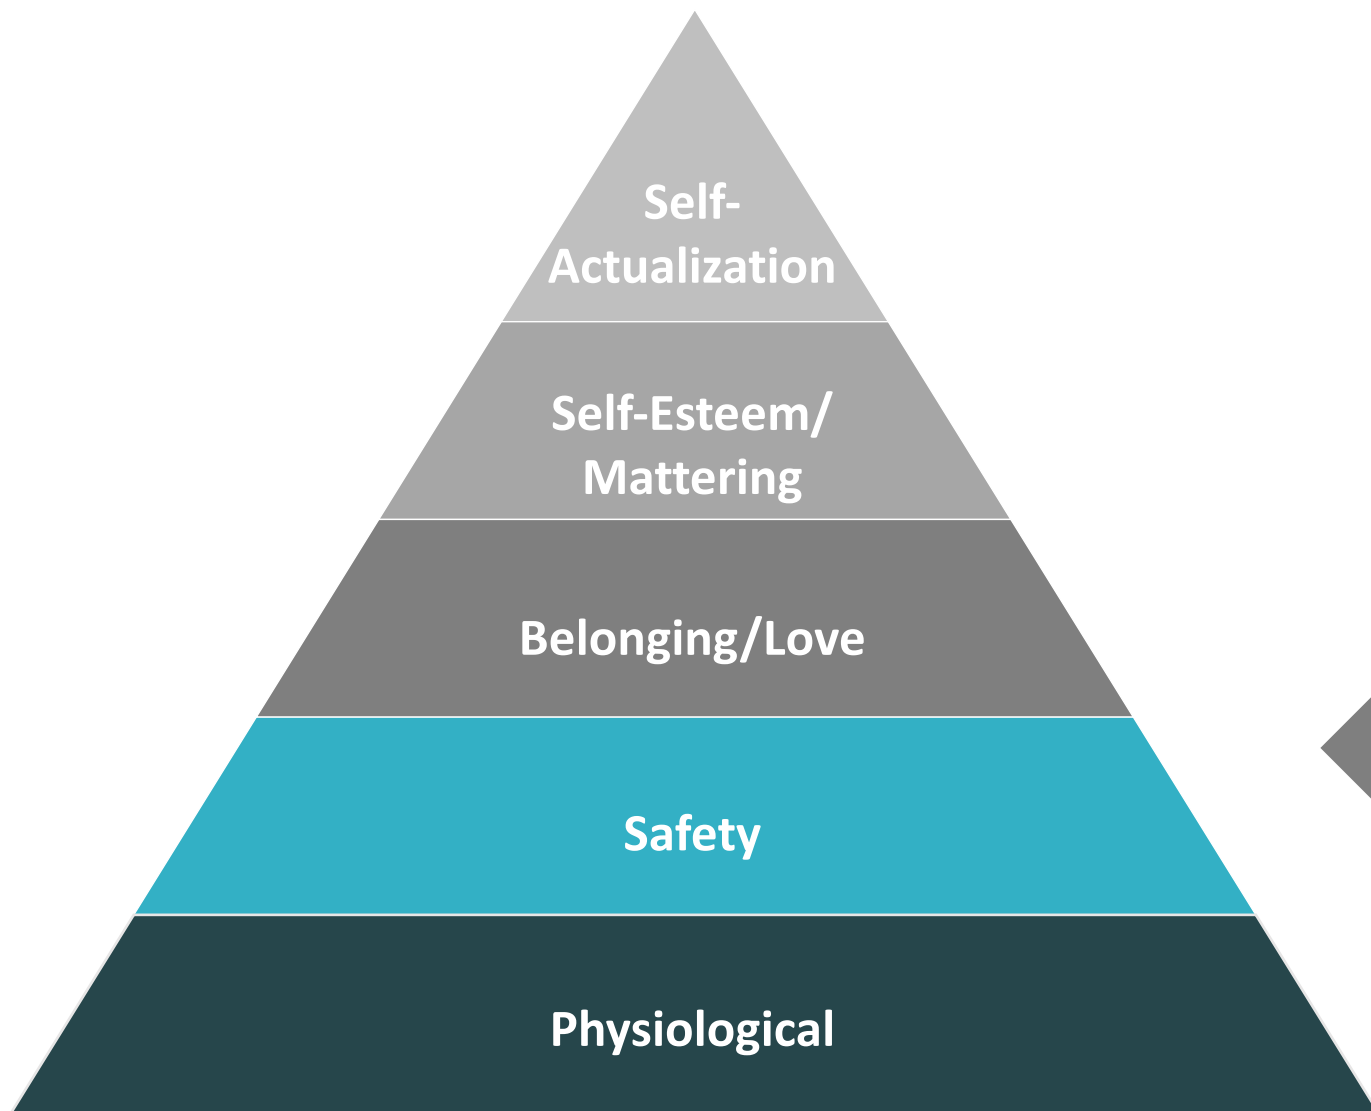 Self-
Actualization
Self-Esteem/
Mattering
Belonging/Love
Safety
Physiological